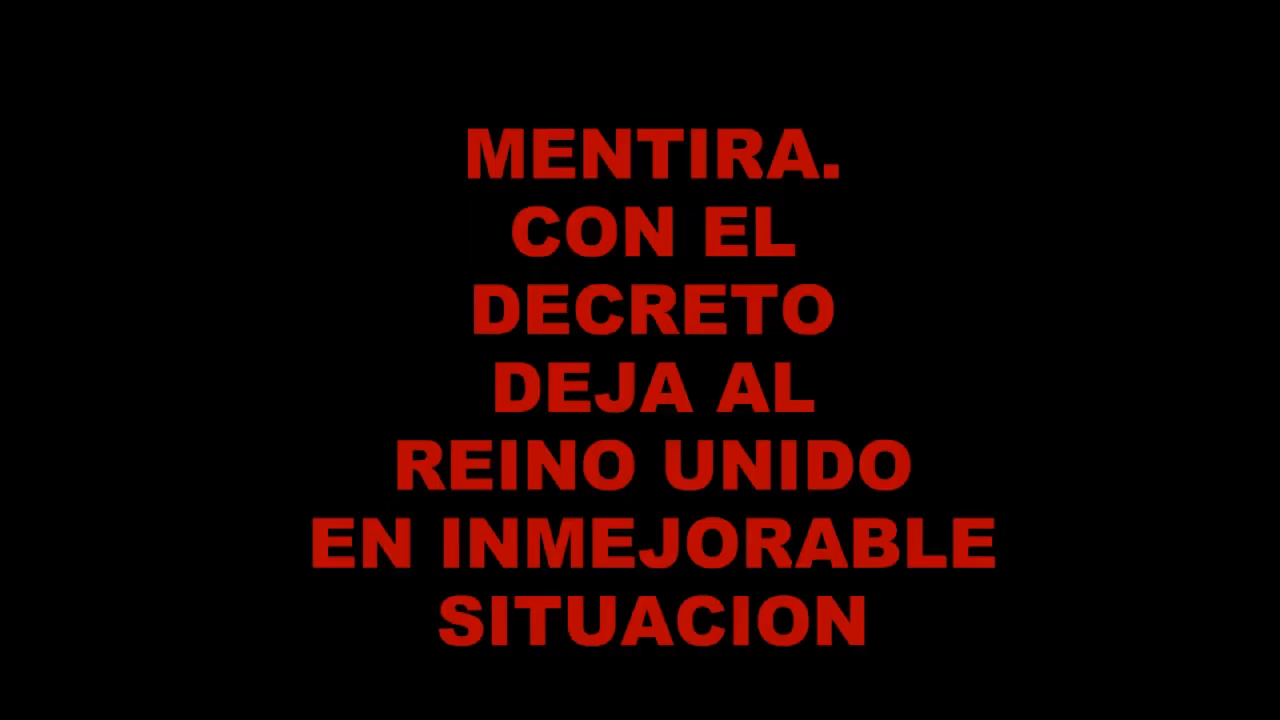 MENTIRA.
CON EL
DECRETO
DEJA AL
REINO UNIDO
EN INMEJORABLE
SITUACION